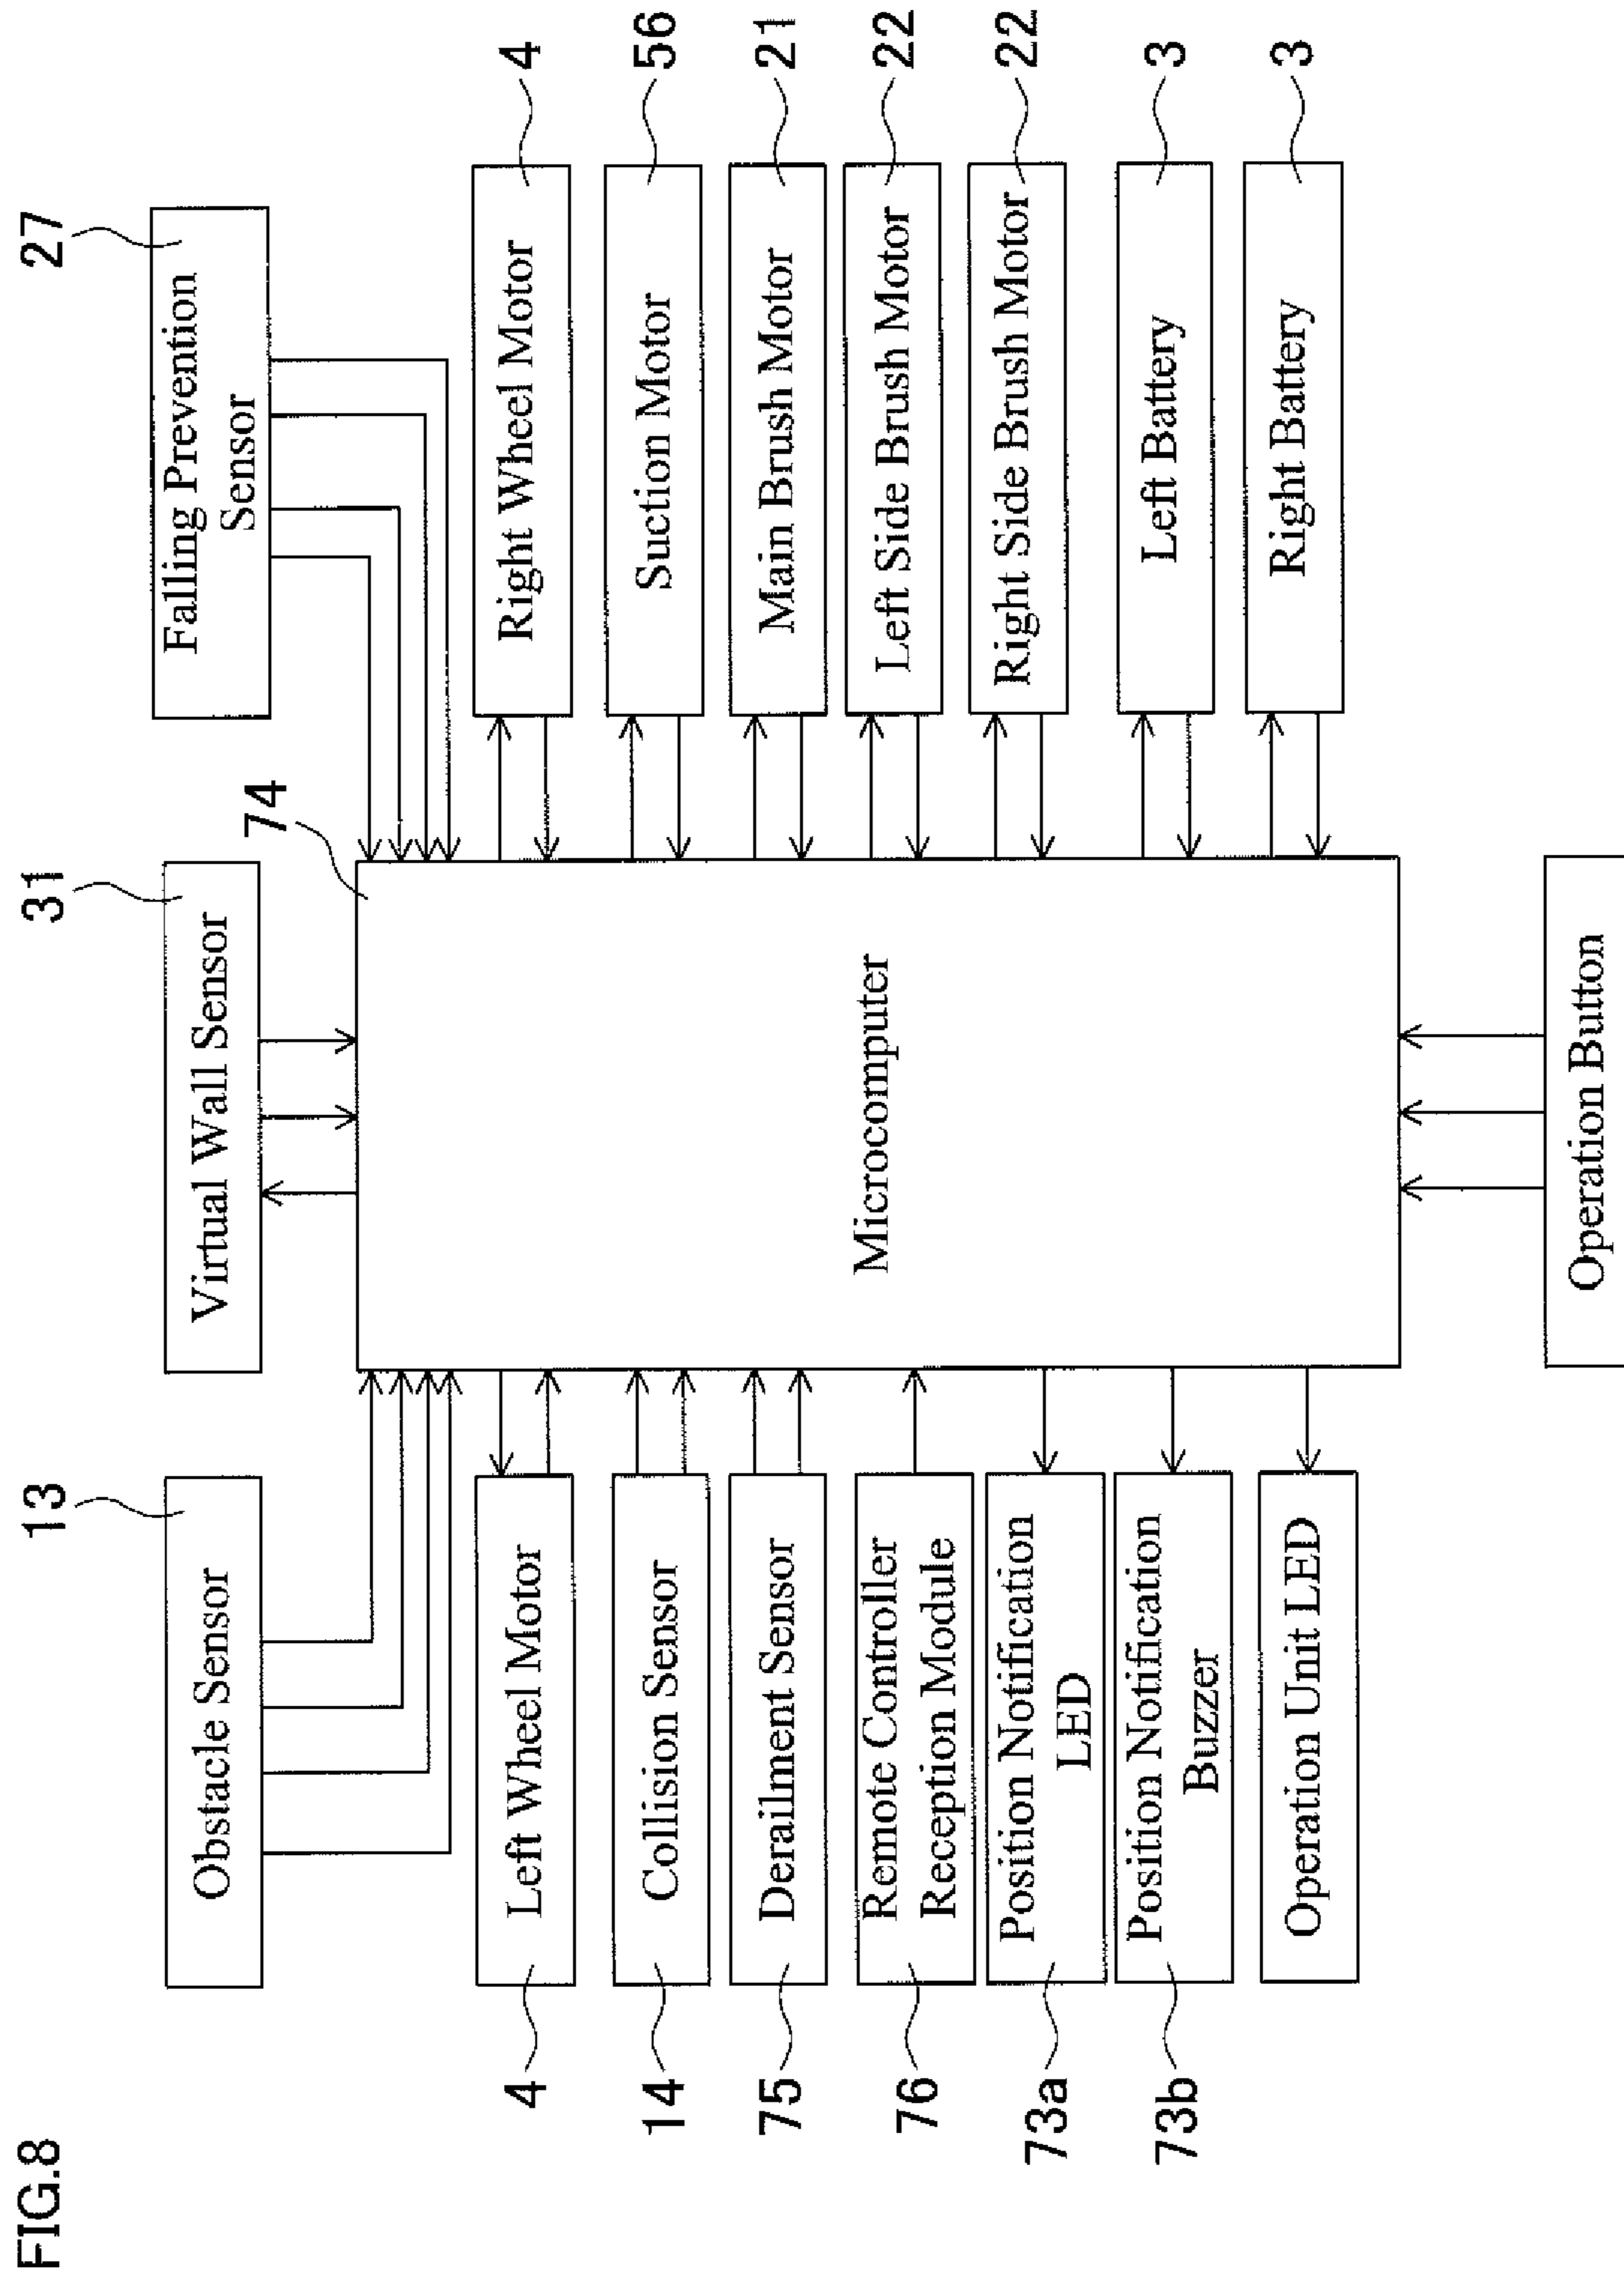 FIG.8
13
Obstacle Sensor
31
Virtual Wall Sensor
27
Falling Prevention
Sensor
74
Microcomputer
4
Left Wheel Motor
14
Collision Sensor
75
Derailment Sensor
76
Remote Controller
Reception Module
73a
Position Notification
LED
73b
Position Notification
Buzzer
Operation Unit LED
Right Wheel Motor
4
Suction Motor
56
Main Brush Motor
21
Left Side Brush Motor
22
Right Side Brush Motor
22
Left Battery
3
Right Battery
3
Operation Button